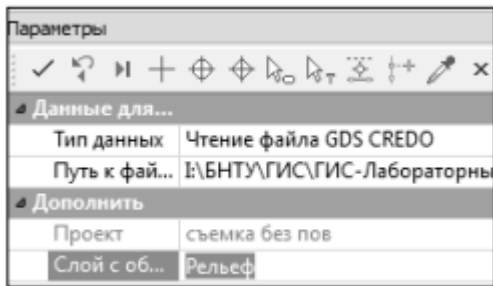 Параметры
Данные для...
Тип данных Чтение файла GDS CREDO
Путь к фай... I:\БНТУ\ГИС\ГИС-Лабораторны
Дополнить
Проект съемка без пов
Слой с об... Рельеф